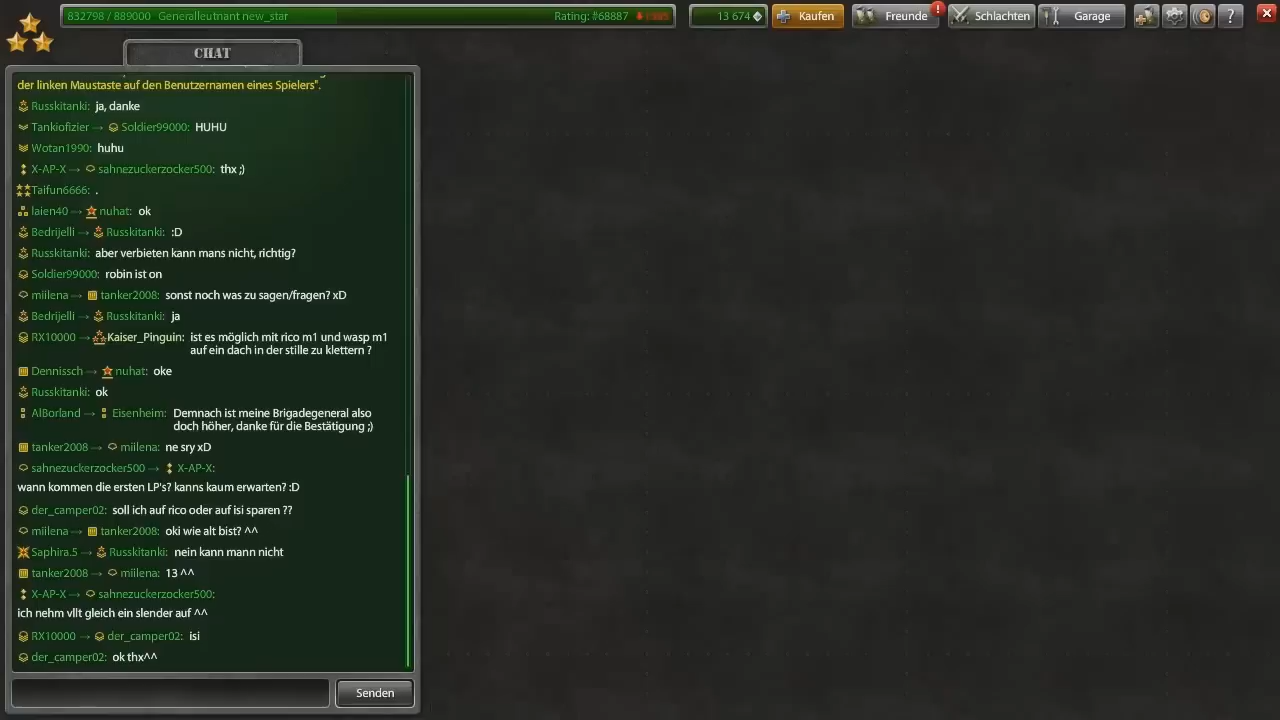 832798 / 889000 Generalleutnant new_star
Rating: #68887
13 674
Kaufen
Freunde
Schlachten
Garage
?
CHAT
der linken Maustaste auf den Benutzernamen eines Spielers".
Russkitanki: ja, danke
Tankiofizier → Soldier99000: HUHU
Wotan1990: huhu
X-AP-X → sahnezuckerzocker500: thx ;)
Taifun6666: .
laien40 → nuhat: ok
Bedrijelli → Russkitanki: :D
Russkitanki: aber verbieten kann mans nicht, richtig?
Soldier99000: robin ist on
miilena → tanker2008: sonst noch was zu sagen/fragen? xD
Bedrijelli → Russkitanki: ja
RX10000 → Kaiser_Pinguin: ist es möglich mit rico m1 und wasp m1
auf ein dach in der stille zu klettern ?
Dennissch → nuhat: oke
Russkitanki: ok
AlBorland → Eisenheim: Demnach ist meine Brigadegeneral also
doch höher, danke für die Bestätigung ;)
tanker2008 → miilena: ne sry xD
sahnezuckerzocker500 → X-AP-X:
wann kommen die ersten LP's? kanns kaum erwarten? :D
der_camper02: soll ich auf rico oder auf isi sparen ??
miilena → tanker2008: oki wie alt bist? ^^
Saphira.5 → Russkitanki: nein kann mann nicht
tanker2008 → miilena: 13 ^^
X-AP-X → sahnezuckerzocker500:
ich nehm vllt gleich ein slender auf ^^
RX10000 → der_camper02: isi
der_camper02: ok thx^^
Senden